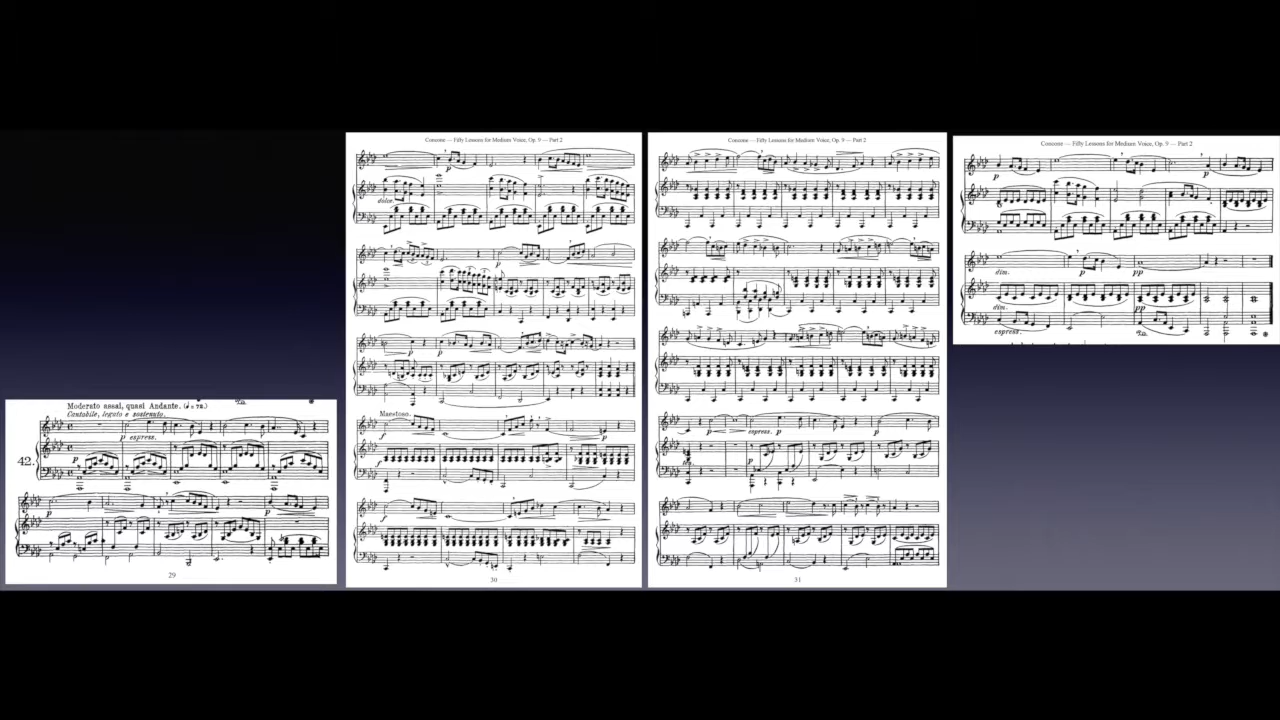 Moderato assai, quasi Andante. (♩= 72.)
Cantabile, legato e sostenuto.
p espress.
p
42.
p
p
29
Concone — Fifty Lessons for Medium Voice, Op. 9 — Part 2
p
dolce
p
p
p
Maestoso.
f
p
f
f
30
Concone — Fifty Lessons for Medium Voice, Op. 9 — Part 2
p
espress.
p
p
31
Concone — Fifty Lessons for Medium Voice, Op. 9 — Part 2
p
p
dim.
p
pp
dim.
pp
espress.